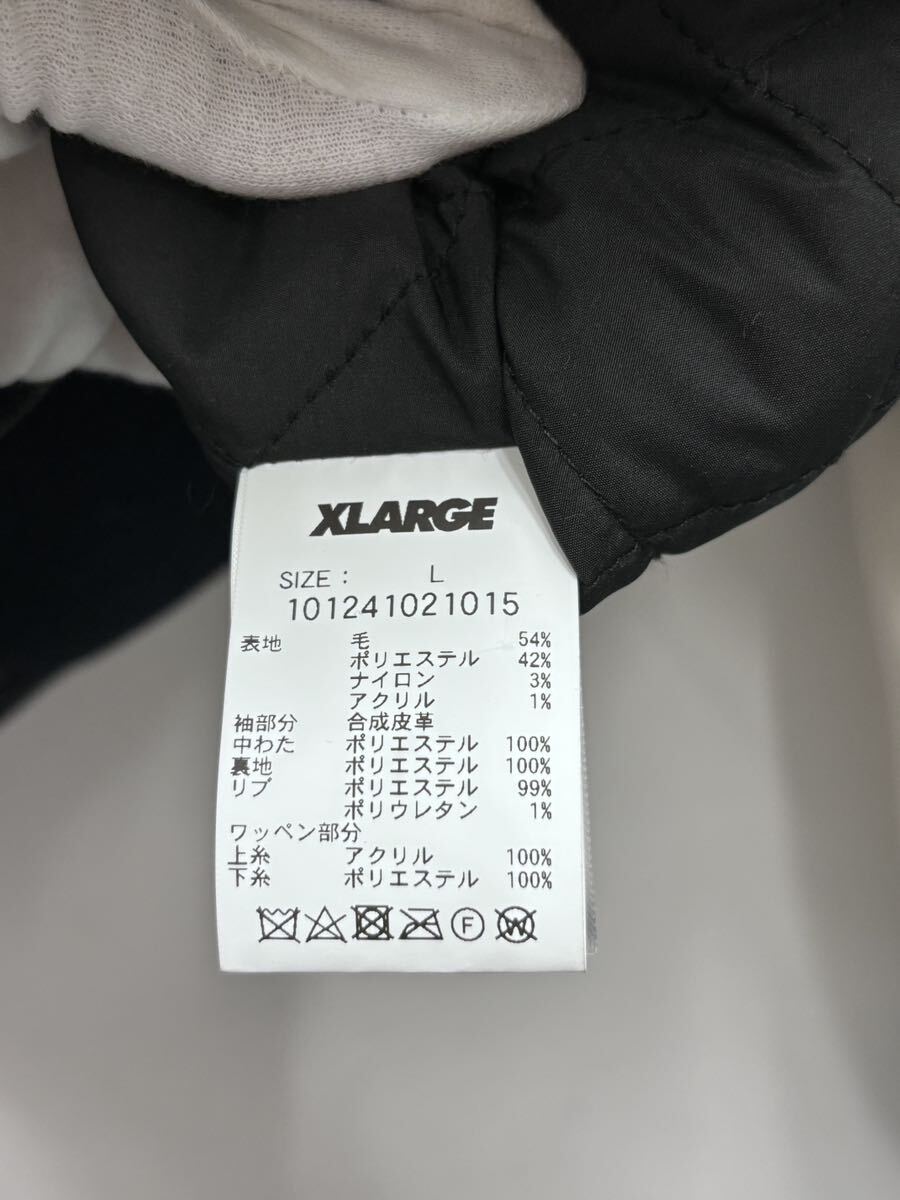 XLARGE
SIZE : L
101241021015
表地 毛 54%
ポリエステル 42%
ナイロン 3%
アクリル 1%
袖部分 合成皮革
中わた ポリエステル 100%
裏地 ポリエステル 100%
リブ ポリエステル 99%
ポリウレタン 1%
ワッペン部分
上糸 アクリル 100%
下糸 ポリエステル 100%
F W